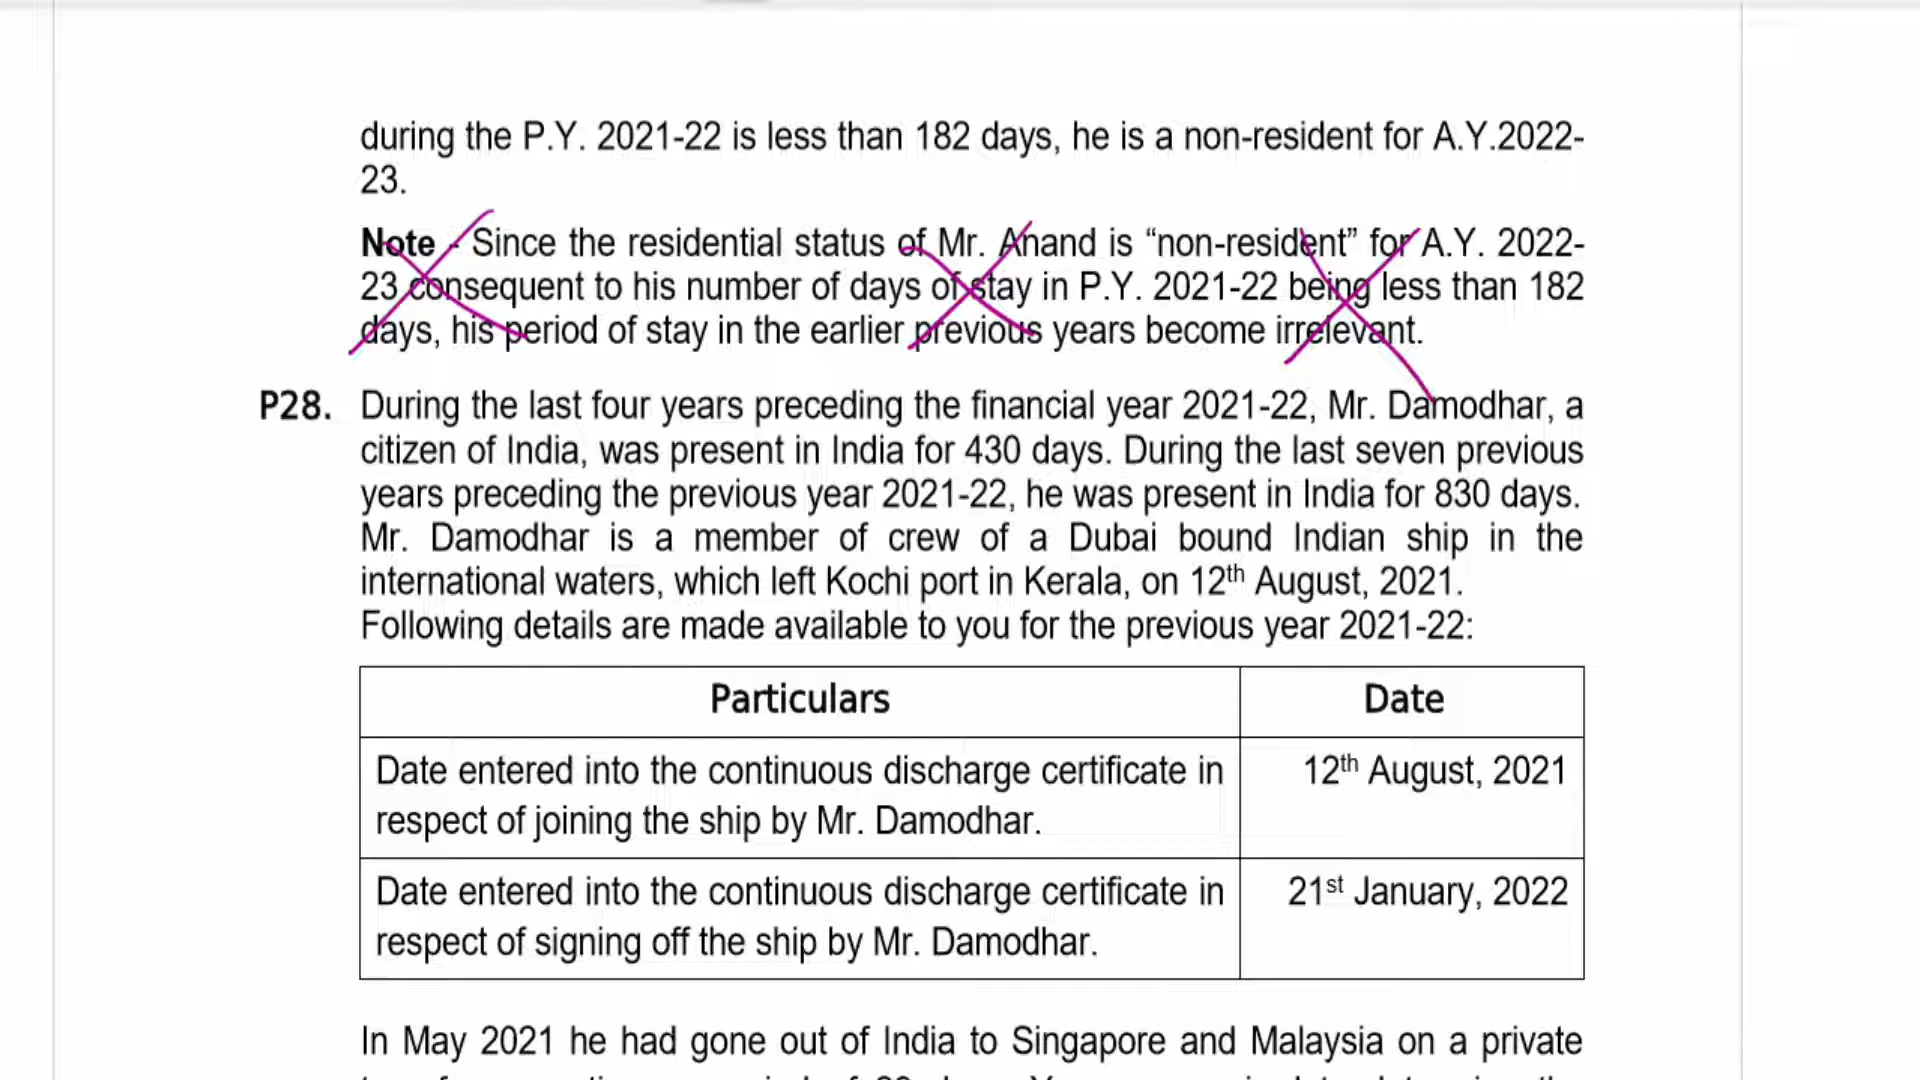 during the P.Y. 2021-22 is less than 182 days, he is a non-resident for A.Y.2022-
23.
Note - Since the residential status of Mr. Anand is “non-resident” for A.Y. 2022-
23 consequent to his number of days of stay in P.Y. 2021-22 being less than 182
days, his period of stay in the earlier previous years become irrelevant.
P28. During the last four years preceding the financial year 2021-22, Mr. Damodhar, a
citizen of India, was present in India for 430 days. During the last seven previous
years preceding the previous year 2021-22, he was present in India for 830 days.
Mr. Damodhar is a member of crew of a Dubai bound Indian ship in the
international waters, which left Kochi port in Kerala, on 12th August, 2021.
Following details are made available to you for the previous year 2021-22:
Particulars Date
Date entered into the continuous discharge certificate in 12th August, 2021
respect of joining the ship by Mr. Damodhar.
Date entered into the continuous discharge certificate in 21st January, 2022
respect of signing off the ship by Mr. Damodhar.
In May 2021 he had gone out of India to Singapore and Malaysia on a private